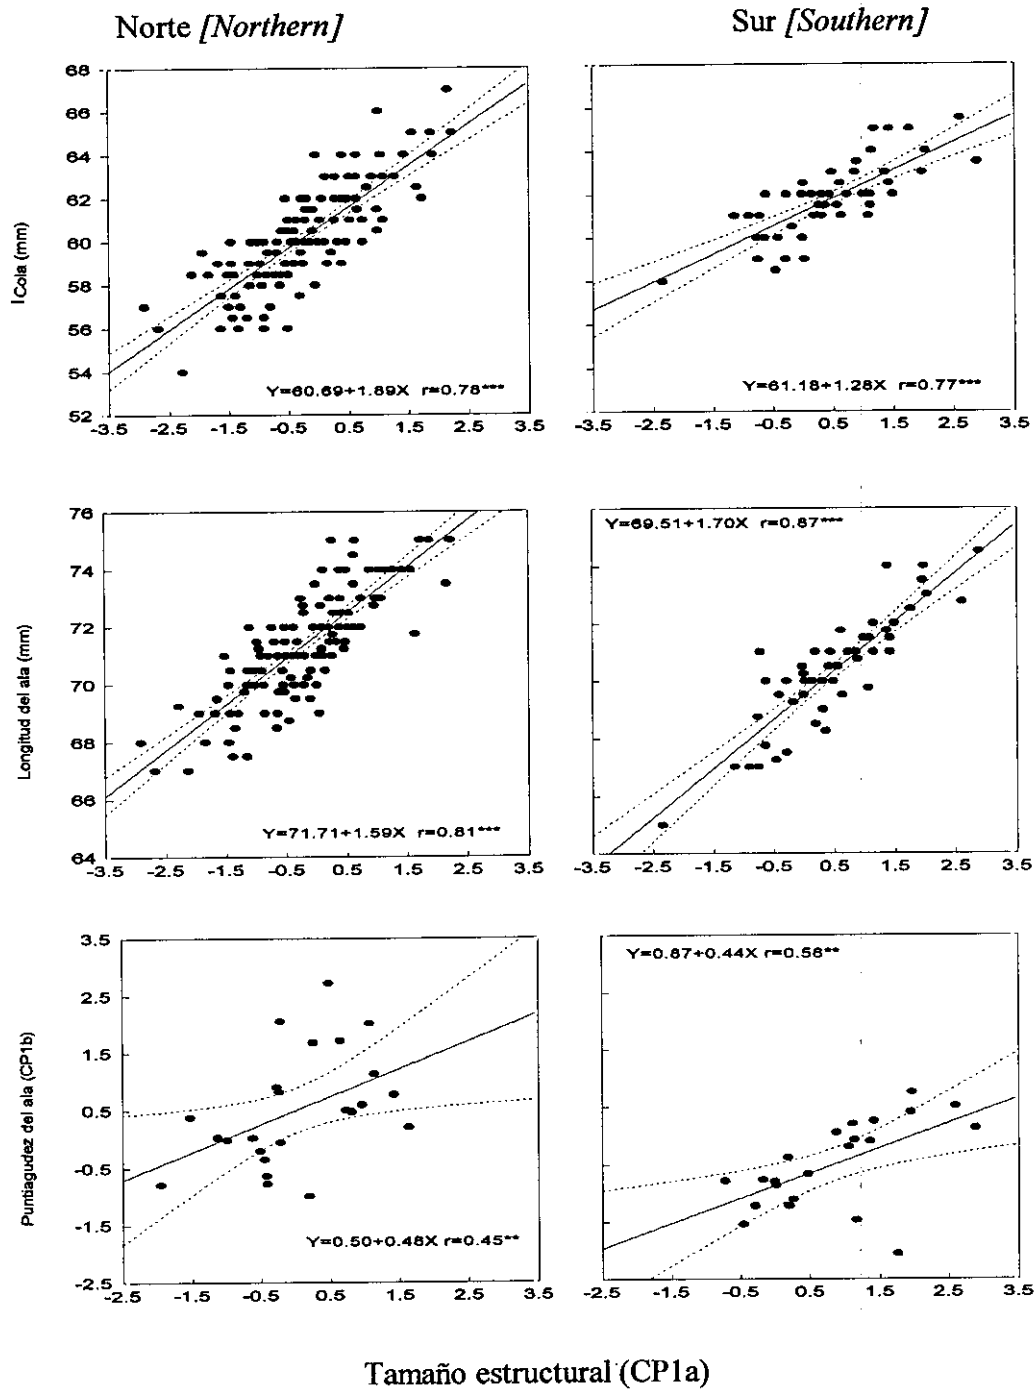 Norte [Northern]
Sur [Southern]
lCola (mm)
68
66
64
62
60
58
56
54
52
Y=60.69+1.89X r=0.78***
-3.5 -2.5 -1.5 -0.5 0.5 1.5 2.5 3.5
Y=61.18+1.28X r=0.77***
-3.5 -2.5 -1.5 -0.5 0.5 1.5 2.5 3.5
Longitud del ala (mm)
76
74
72
70
68
66
64
Y=71.71+1.59X r=0.81***
-3.5 -2.5 -1.5 -0.5 0.5 1.5 2.5 3.5
Y=69.51+1.70X r=0.87***
-3.5 -2.5 -1.5 -0.5 0.5 1.5 2.5 3.5
Puntiagudez del ala (CP1b)
3.5
2.5
1.5
0.5
-0.5
-1.5
-2.5
Y=0.50+0.48X r=0.45**
-2.5 -1.5 -0.5 0.5 1.5 2.5 3.5
Y=0.87+0.44X r=0.58**
-2.5 -1.5 -0.5 0.5 1.5 2.5 3.5
Tamaño estructural (CP1a)